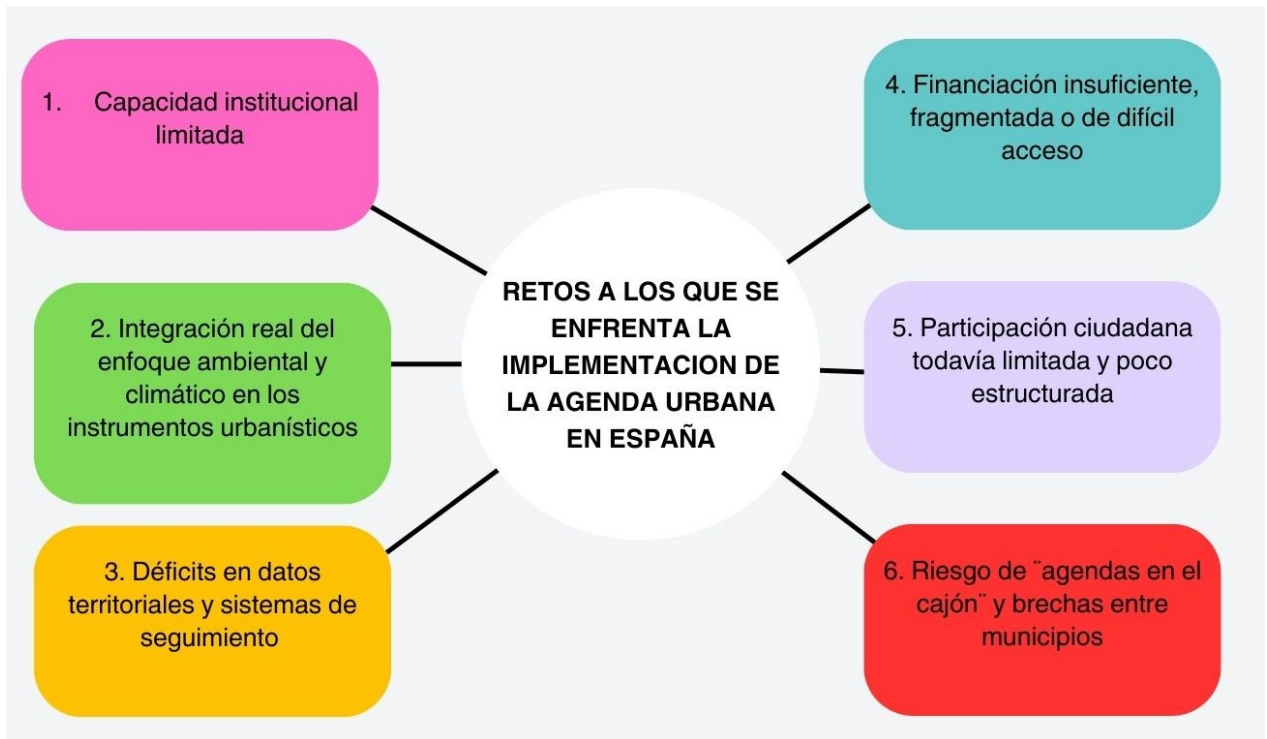 1. Capacidad institucional
limitada
2. Integración real del
enfoque ambiental y
climático en los
instrumentos urbanísticos
3. Déficits en datos
territoriales y sistemas de
seguimiento
RETOS A LOS QUE SE
ENFRENTA LA
IMPLEMENTACION DE
LA AGENDA URBANA
EN ESPAÑA
4. Financiación insuficiente,
fragmentada o de difícil
acceso
5. Participación ciudadana
todavía limitada y poco
estructurada
6. Riesgo de ¨agendas en el
cajón¨ y brechas entre
municipios